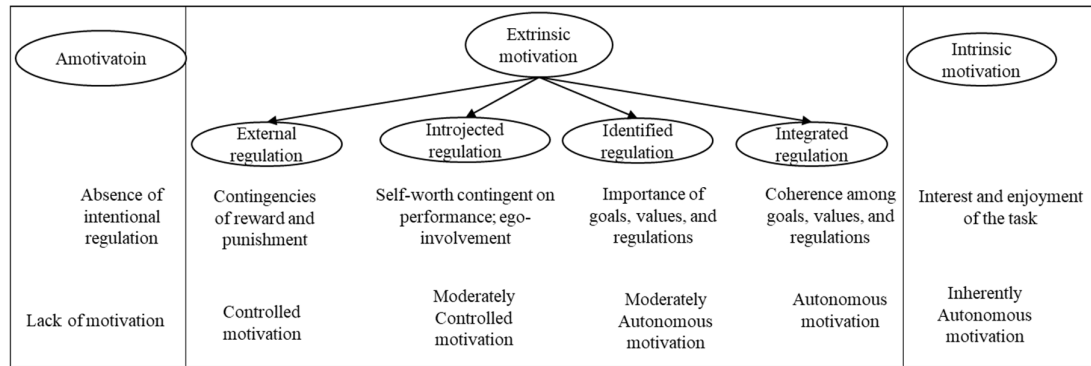 Amotivatoin
Extrinsic
motivation
Intrinsic
motivation
External
regulation
Introjected
regulation
Identified
regulation
Integrated
regulation
Absence of
intentional
regulation
Contingencies
of reward and
punishment
Self-worth contingent on
performance; ego-
involvement
Importance of
goals, values, and
regulations
Coherence among
goals, values, and
regulations
Interest and enjoyment
of the task
Lack of motivation
Controlled
motivation
Moderately
Controlled
motivation
Moderately
Autonomous
motivation
Autonomous
motivation
Inherently
Autonomous
motivation